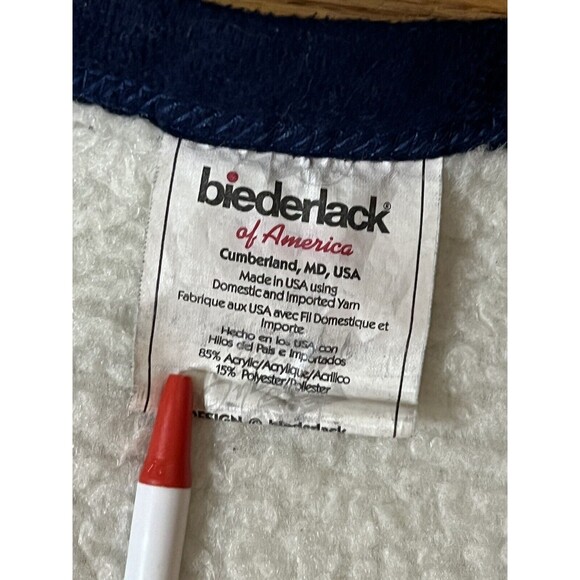 biederlack®
of America
Cumberland, MD, USA
Made in USA using
Domestic and Imported Yarn
Fabrique aux USA avec Fil Domestique et
Importe
Hecho en los USA con
Hilos del Pais e Importados
85% Acrylic/Acrylique/Acrilico
15% Polyester/Poliester
DESIGN © biederlack